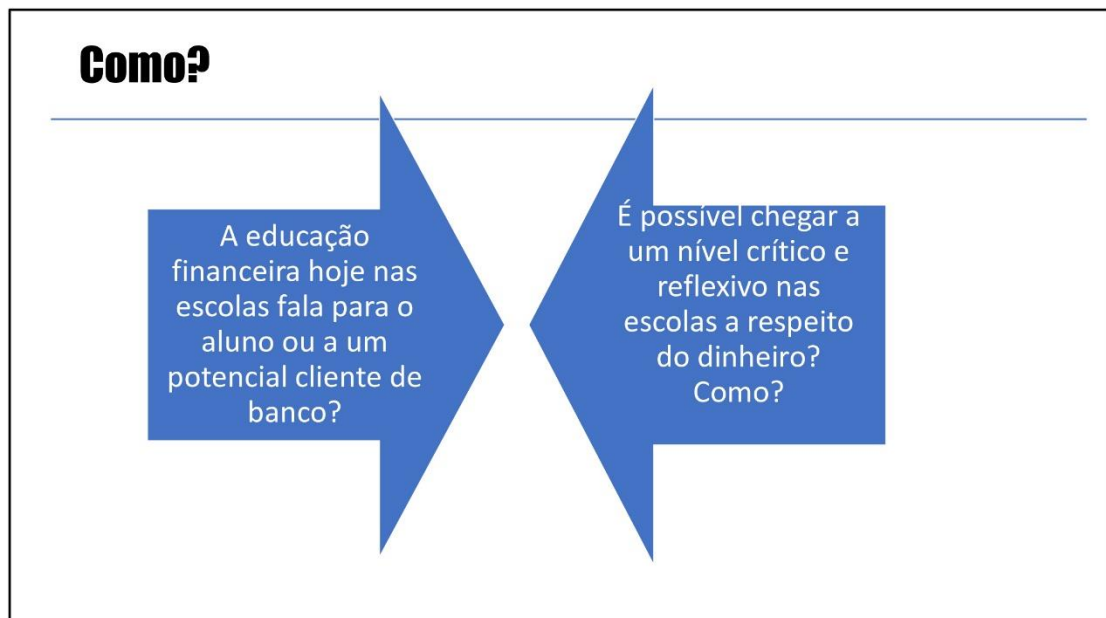 Como?
A educação
financeira hoje nas
escolas fala para o
aluno ou a um
potencial cliente de
banco?
É possível chegar a
um nível crítico e
reflexivo nas
escolas a respeito
do dinheiro?
Como?